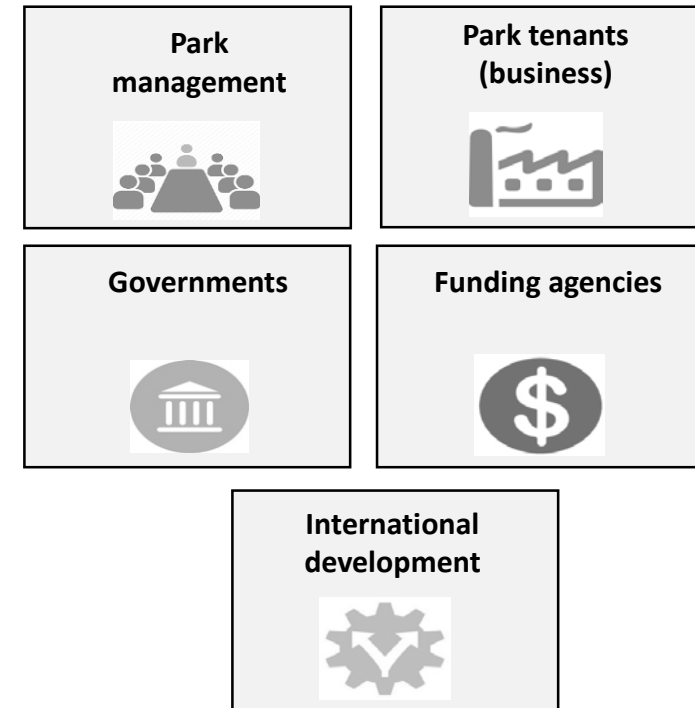 Park
management
Park tenants
(business)
Governments
Funding agencies
$
International
development